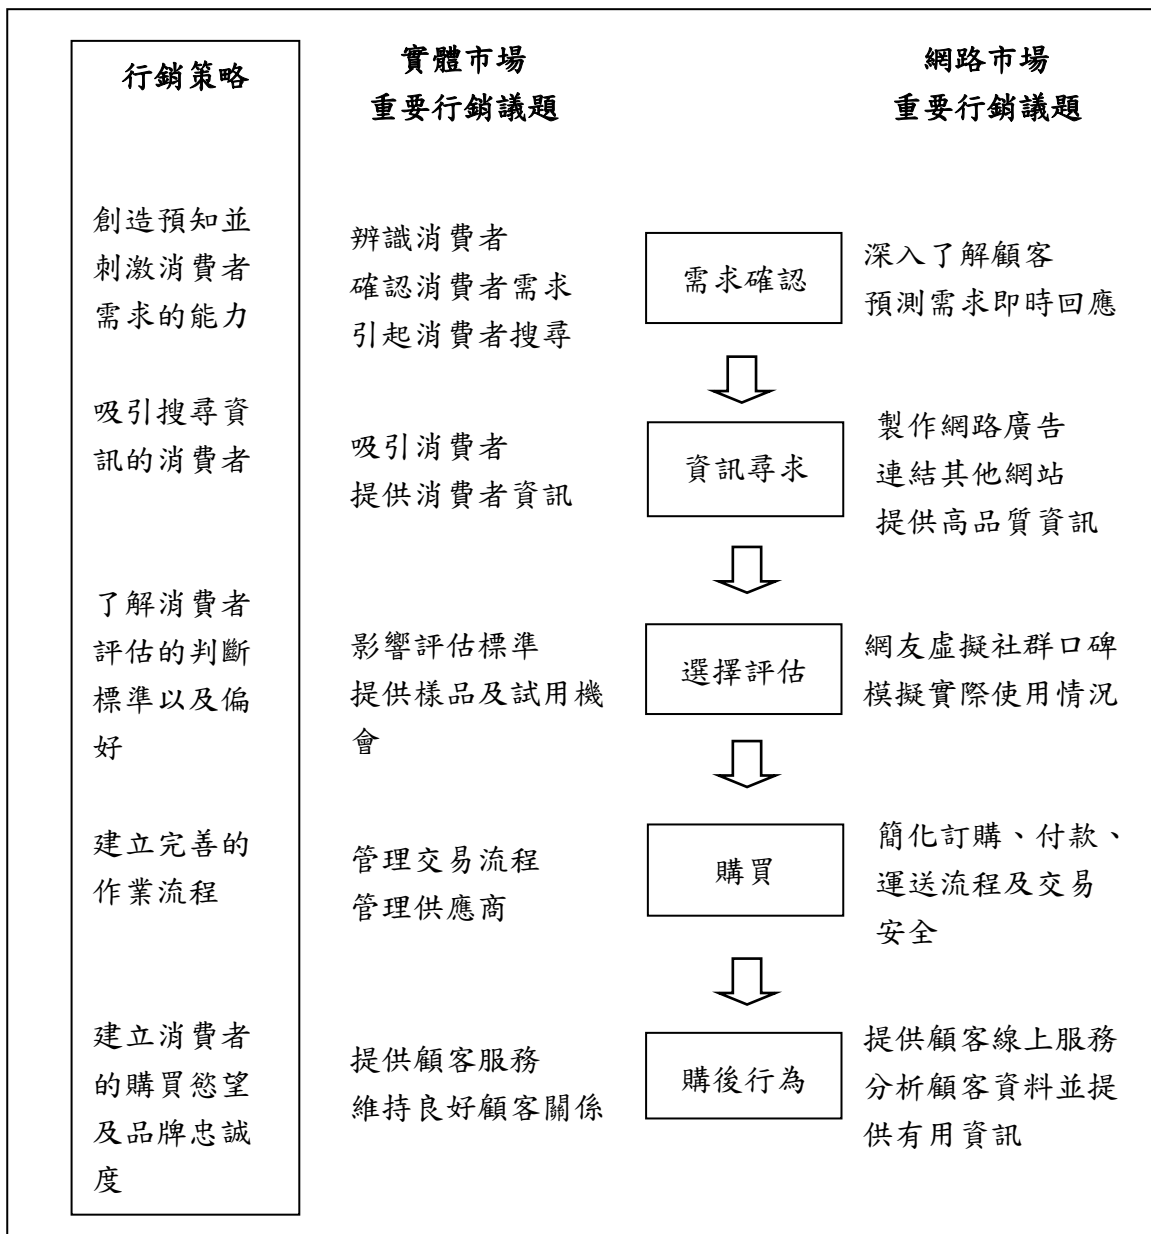 行銷策略
實體市場
重要行銷議題
網路市場
重要行銷議題
創造預知並
刺激消費者
需求的能力
辨識消費者
確認消費者需求
引起消費者搜尋
需求確認
深入了解顧客
預測需求即時回應
吸引搜尋資
訊的消費者
吸引消費者
提供消費者資訊
資訊尋求
製作網路廣告
連結其他網站
提供高品質資訊
了解消費者
評估的判斷
標準以及偏
好
影響評估標準
提供樣品及試用機
會
選擇評估
網友虛擬社群口碑
模擬實際使用情況
建立完善的
作業流程
管理交易流程
管理供應商
購買
簡化訂購、付款、
運送流程及交易
安全
建立消費者
的購買慾望
及品牌忠誠
度
提供顧客服務
維持良好顧客關係
購後行為
提供顧客線上服務
分析顧客資料並提
供有用資訊